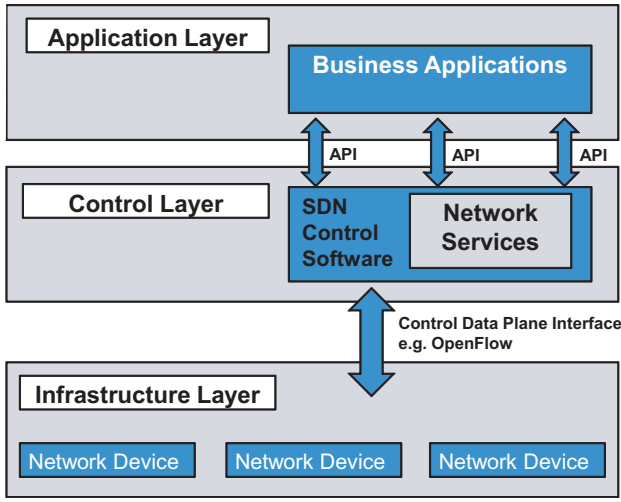 Application Layer
Business Applications
API
API
API
Control Layer
SDN
Control
Software
Network
Services
Control Data Plane Interface
e.g. OpenFlow
Infrastructure Layer
Network Device
Network Device
Network Device